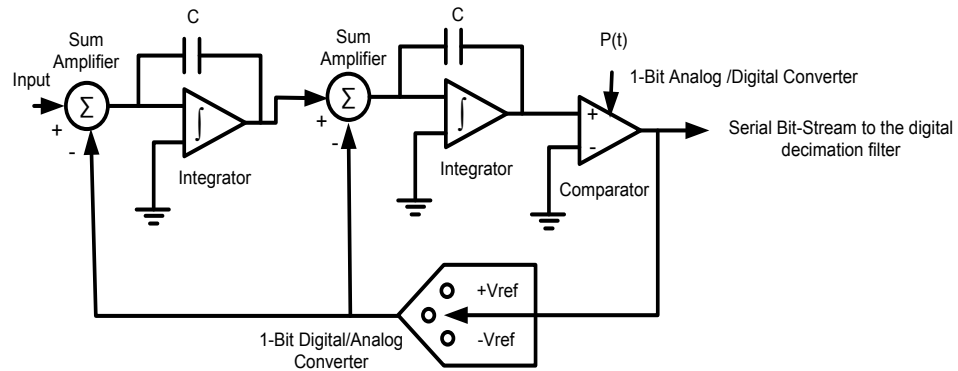 C
Sum
Amplifier
Input
Σ
+
-
∫
Integrator
Sum
Amplifier
C
Σ
+
-
∫
Integrator
P(t)
1-Bit Analog /Digital Converter
+
-
Comparator
Serial Bit-Stream to the digital
decimation filter
+Vref
-Vref
1-Bit Digital/Analog
Converter